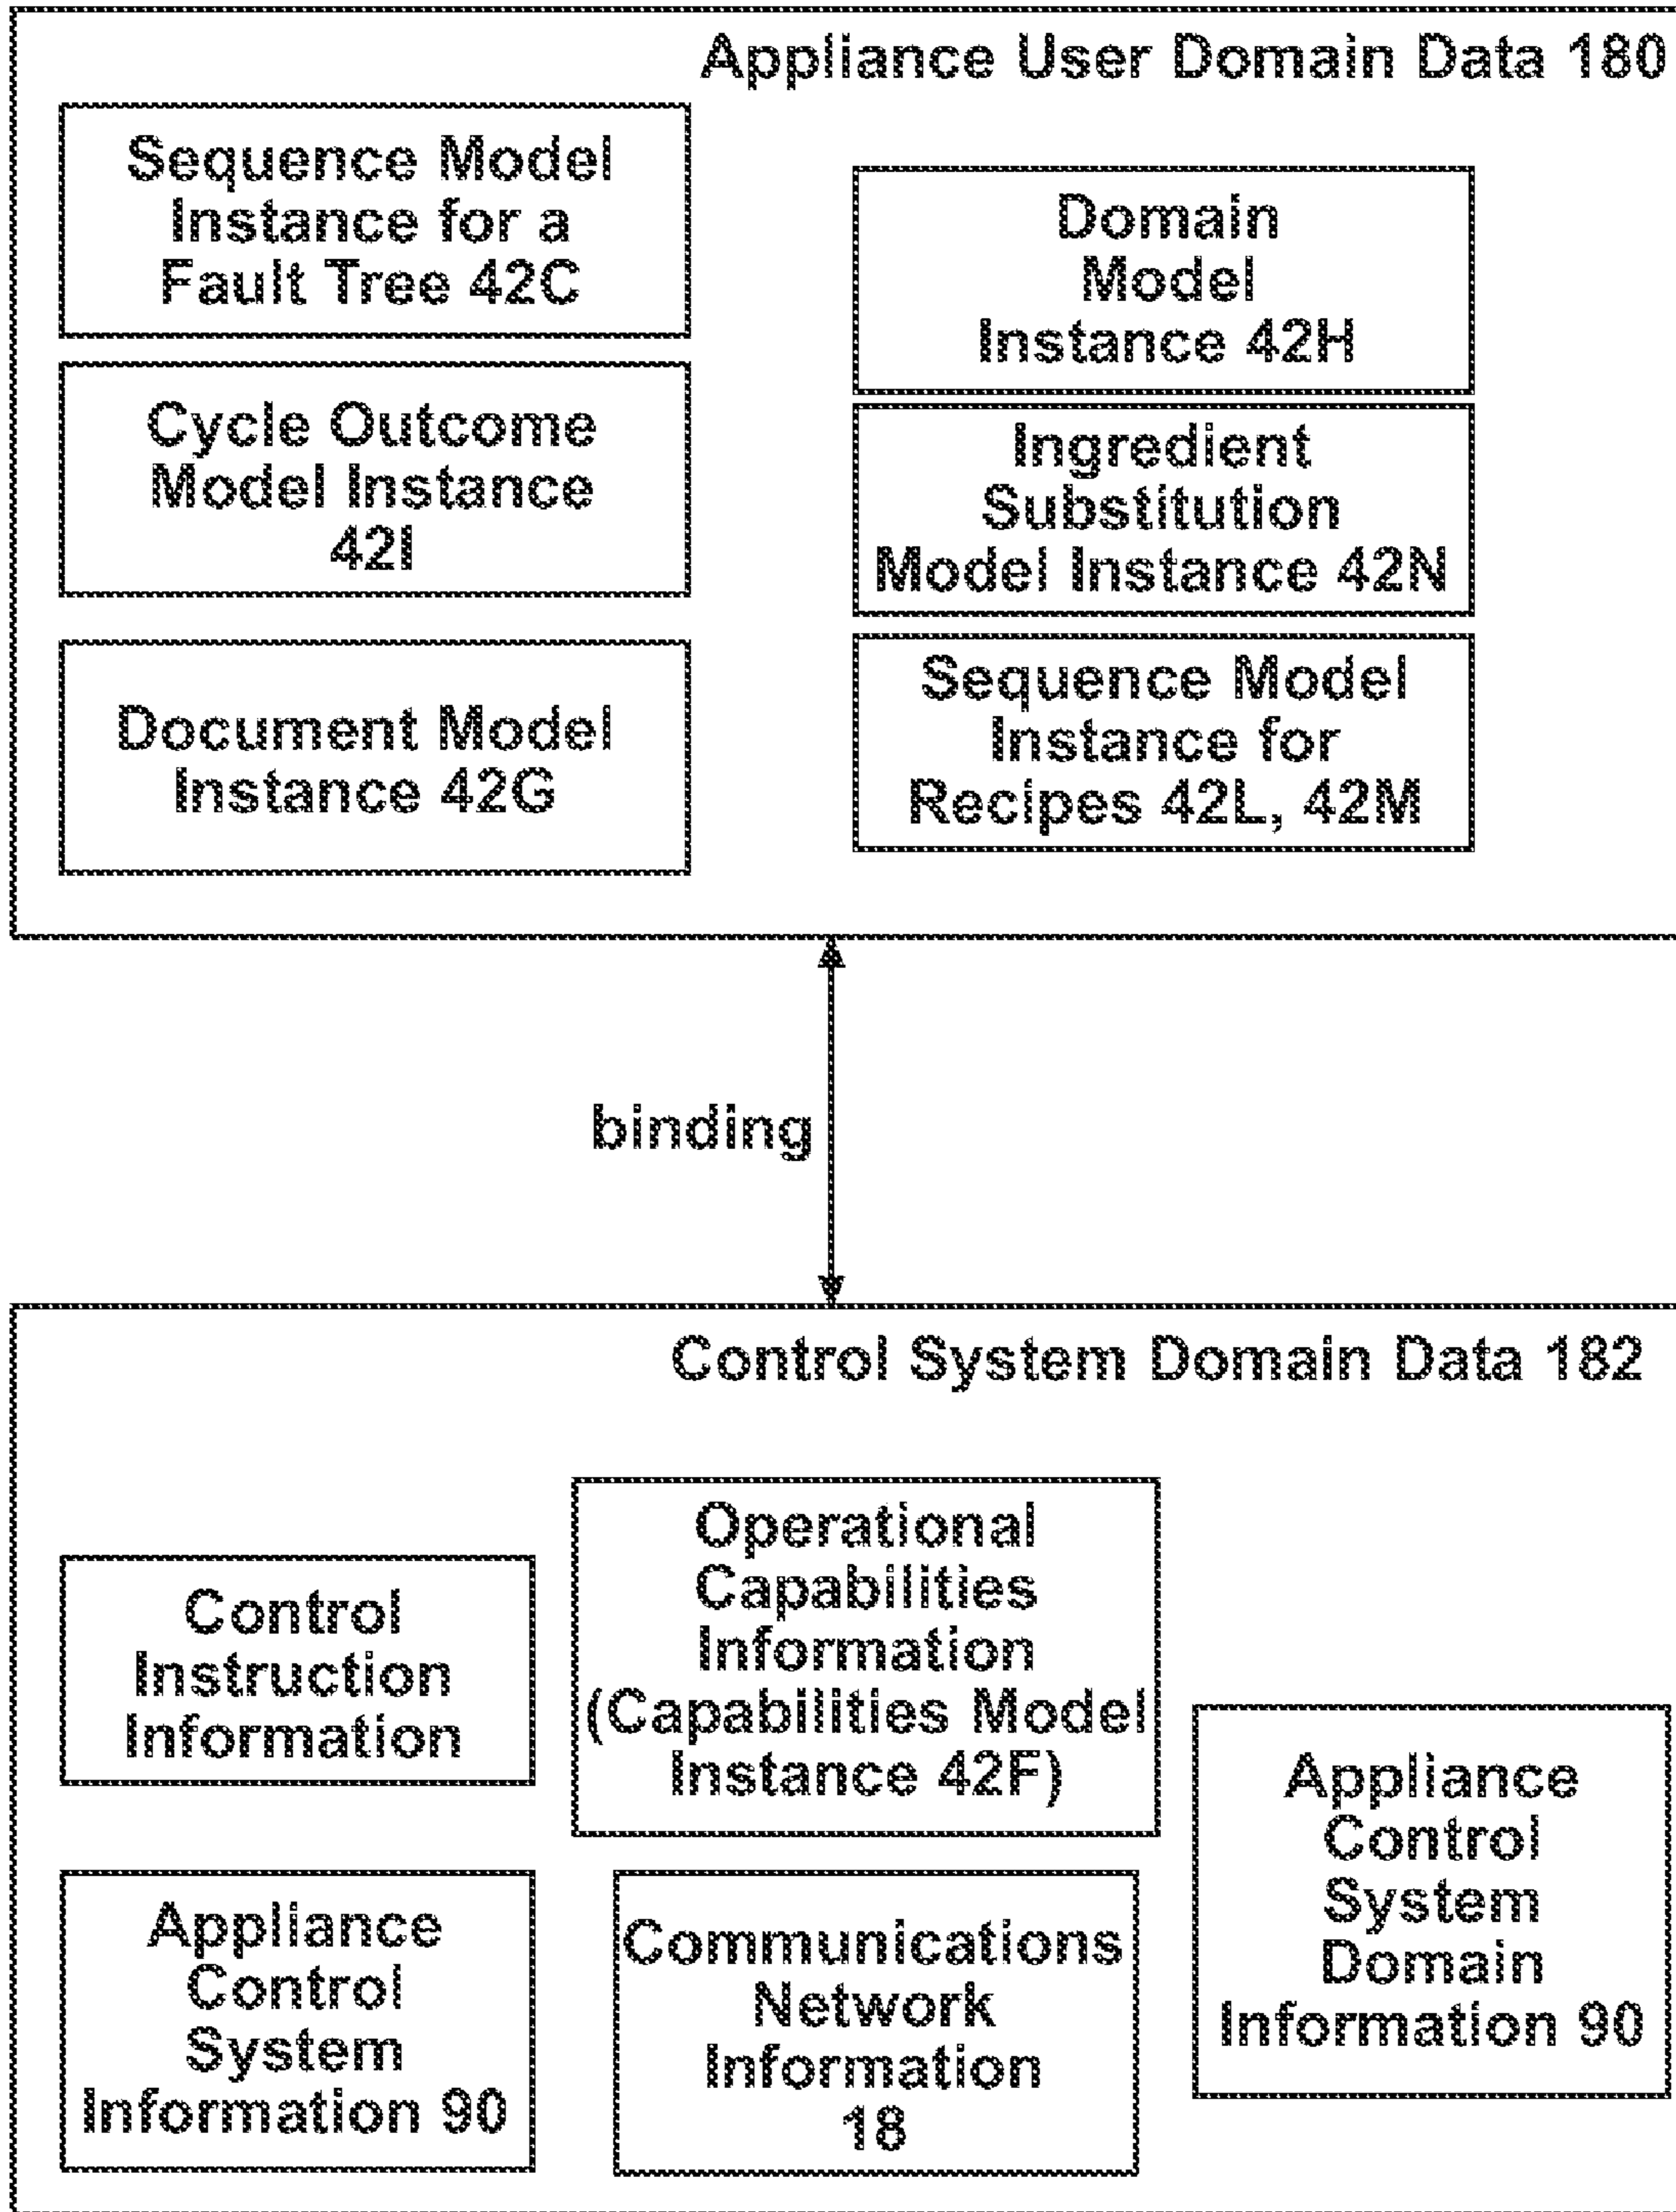 Appliance User Domain Data 180
Sequence Model
Instance for a
Fault Tree 42C
Cycle Outcome
Model Instance
42I
Document Model
Instance 42G
Domain
Model
Instance 42H
Ingredient
Substitution
Model Instance 42N
Sequence Model
Instance for
Recipes 42L, 42M
binding
Control System Domain Data 182
Control
Instruction
Information
Operational
Capabilities
Information
(Capabilities Model
Instance 42F)
Appliance
Control
System
Information 90
Communications
Network
Information
18
Appliance
Control
System
Domain
Information 90